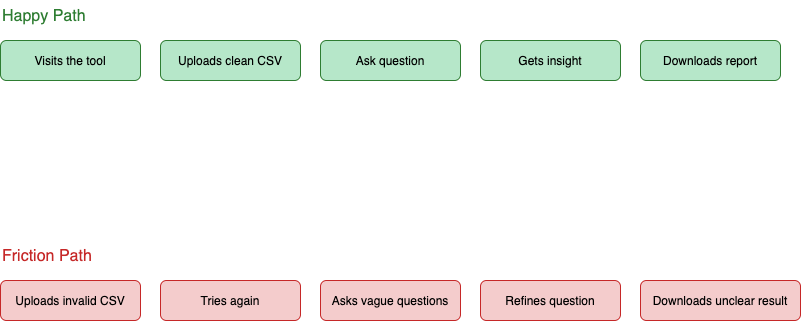 Happy Path
Visits the tool
Uploads clean CSV
Ask question
Gets insight
Downloads report
Friction Path
Uploads invalid CSV
Tries again
Asks vague questions
Refines question
Downloads unclear result